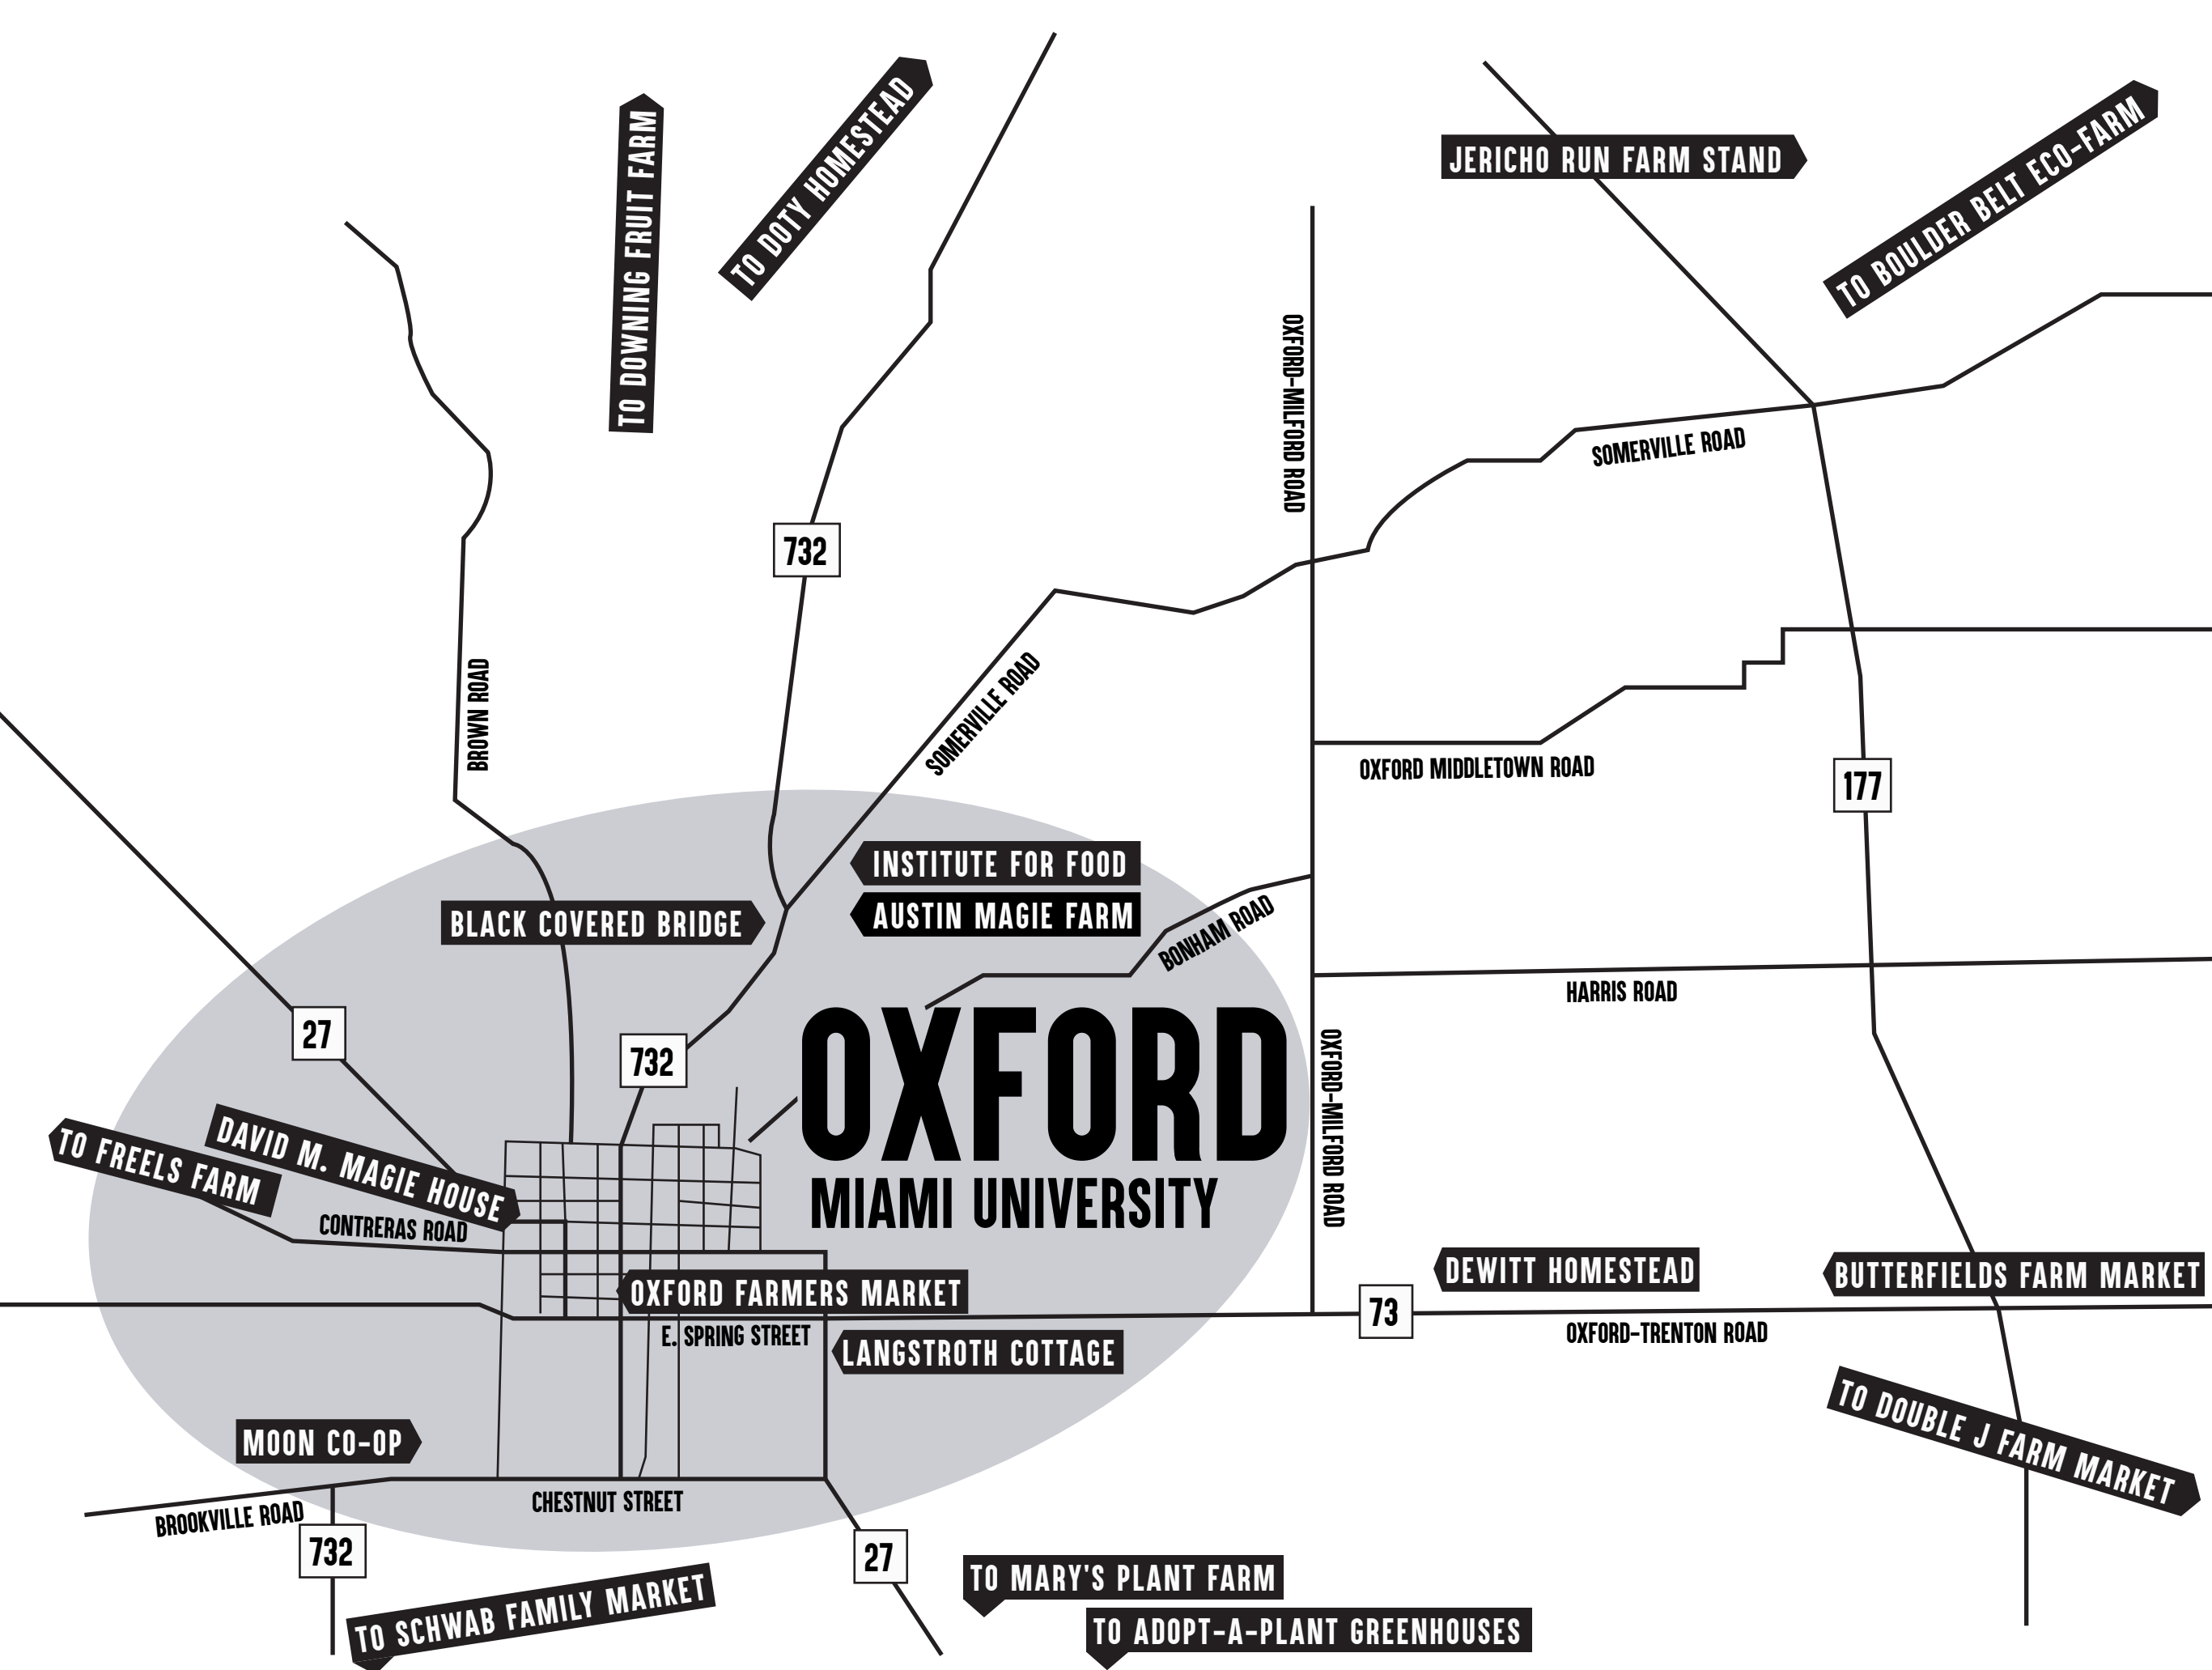 TO DOWNING FRUIT FARM
TO DOTY HOMESTEAD
JERICHO RUN FARM STAND
TO BOULDER BELT ECO-FARM
OXFORD-MILFORD ROAD
SOMERVILLE ROAD
732
BROWN ROAD
SOMERVILLE ROAD
OXFORD MIDDLETOWN ROAD
177
INSTITUTE FOR FOOD
BLACK COVERED BRIDGE
AUSTIN MAGIE FARM
BONHAM ROAD
HARRIS ROAD
27
732
OXFORD
MIAMI UNIVERSITY
OXFORD-MILFORD ROAD
DAVID M. MAGIE HOUSE
TO FREELS FARM
CONTRERAS ROAD
OXFORD FARMERS MARKET
DEWITT HOMESTEAD
BUTTERFIELDS FARM MARKET
73
E. SPRING STREET
OXFORD-TRENTON ROAD
LANGSTROTH COTTAGE
MOON CO-OP
TO DOUBLE J FARM MARKET
CHESTNUT STREET
BROOKVILLE ROAD
732
27
TO MARY'S PLANT FARM
TO SCHWAB FAMILY MARKET
TO ADOPT-A-PLANT GREENHOUSES